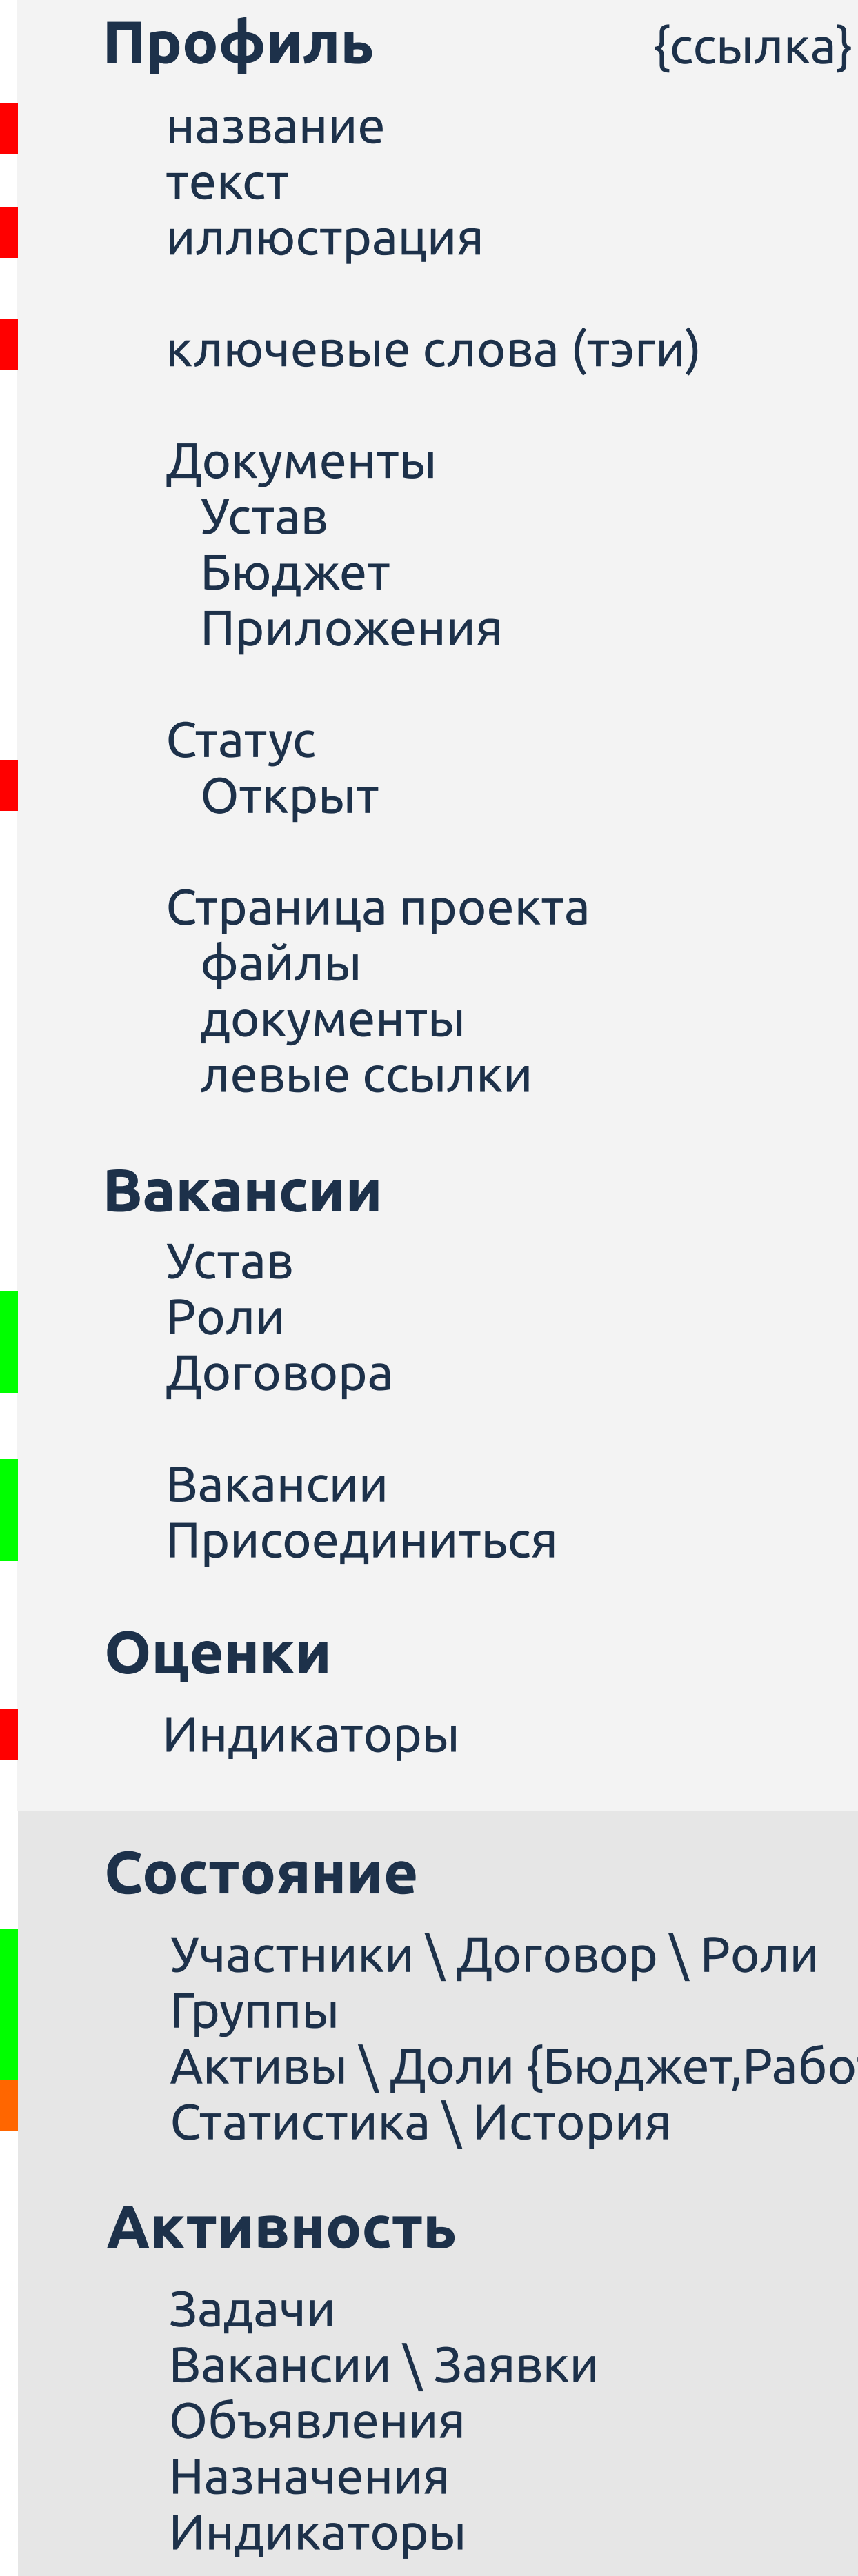 Профиль {ссылка}
название
текст
иллюстрация
ключевые слова (тэги)
Документы
Устав
Бюджет
Приложения
Статус
Открыт
Страница проекта
файлы
документы
левые ссылки
Вакансии
Устав
Роли
Договора
Вакансии
Присоединиться
Оценки
Индикаторы
Состояние
Участники \ Договор \ Роли
Группы
Активы \ Доли {Бюджет,
Статистика \ История
Активность
Задачи
Вакансии \ Заявки
Объявления
Назначения
Индикаторы